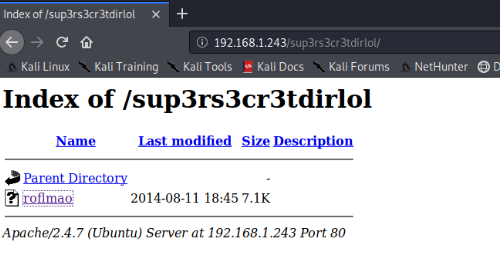 Index of /sup3rs3cr3tdirlol
192.168.1.243/sup3rs3cr3tdirlol/
Kali Linux Kali Training Kali Tools Kali Docs Kali Forums NetHunter
Index of /sup3rs3cr3tdirlol
Name Last modified Size Description
Parent Directory -
roflmao 2014-08-11 18:45 7.1K
Apache/2.4.7 (Ubuntu) Server at 192.168.1.243 Port 80